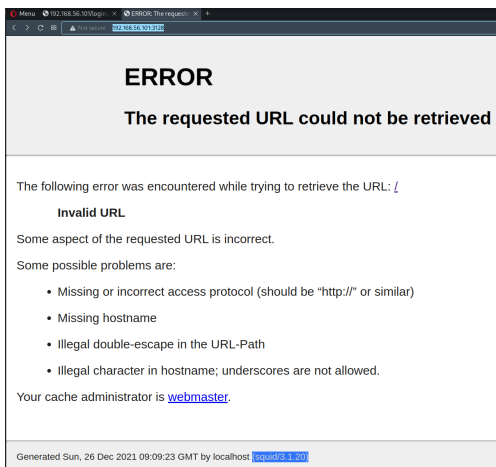 Menu 192.168.56.101/login × ERROR: The requeste × +
Not secure 192.168.56.101:3128
ERROR
The requested URL could not be retrieved
The following error was encountered while trying to retrieve the URL: /
Invalid URL
Some aspect of the requested URL is incorrect.
Some possible problems are:
• Missing or incorrect access protocol (should be “http://” or similar)
• Missing hostname
• Illegal double-escape in the URL-Path
• Illegal character in hostname; underscores are not allowed.
Your cache administrator is webmaster.
Generated Sun, 26 Dec 2021 09:09:23 GMT by localhost (squid/3.1.20)